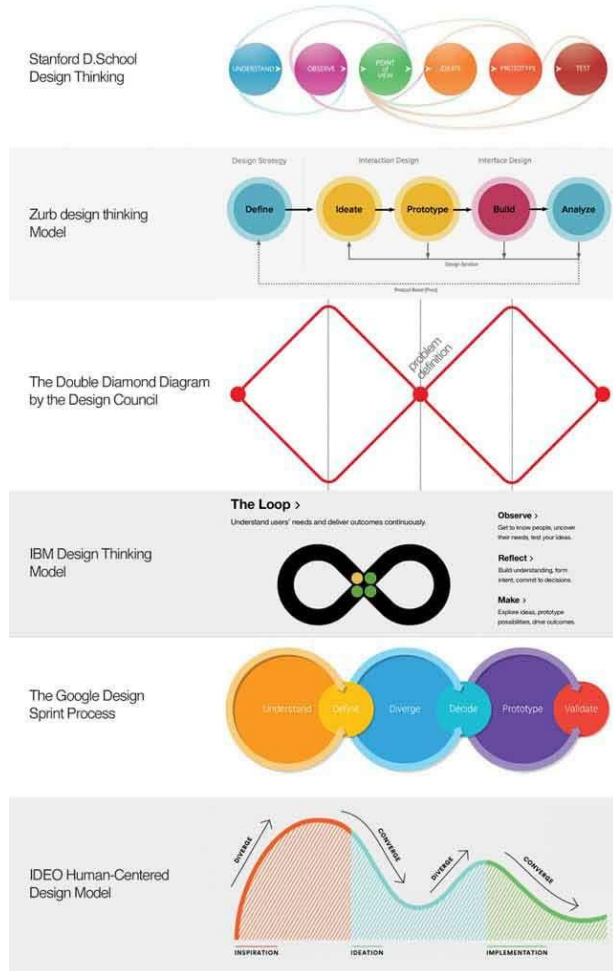 Stanford D.School
Design Thinking
UNDERSTAND
OBSERVE
POINT
of
VIEW
IDEATE
PROTOTYPE
TEST
Zurb design thinking
Model
Design Strategy
Interaction Design
Interface Design
Define
Ideate
Prototype
Build
Analyze
Design Iteration
The Double Diamond Diagram
by the Design Council
problem
definition
IBM Design Thinking
Model
The Loop >
Understand users' needs and deliver outcomes continuously.
Observe >
Get to know people, uncover
their needs, test your ideas.
Reflect >
Build understanding, form
intent, commit to decisions.
Make >
Explore ideas, prototype
possibilities, drive outcomes.
The Google Design
Sprint Process
Understand
Define
Diverge
Decide
Prototype
Validate
IDEO Human-Centered
Design Model
DIVERGE
CONVERGE
DIVERGE
CONVERGE
INSPIRATION
IDEATION
IMPLEMENTATION